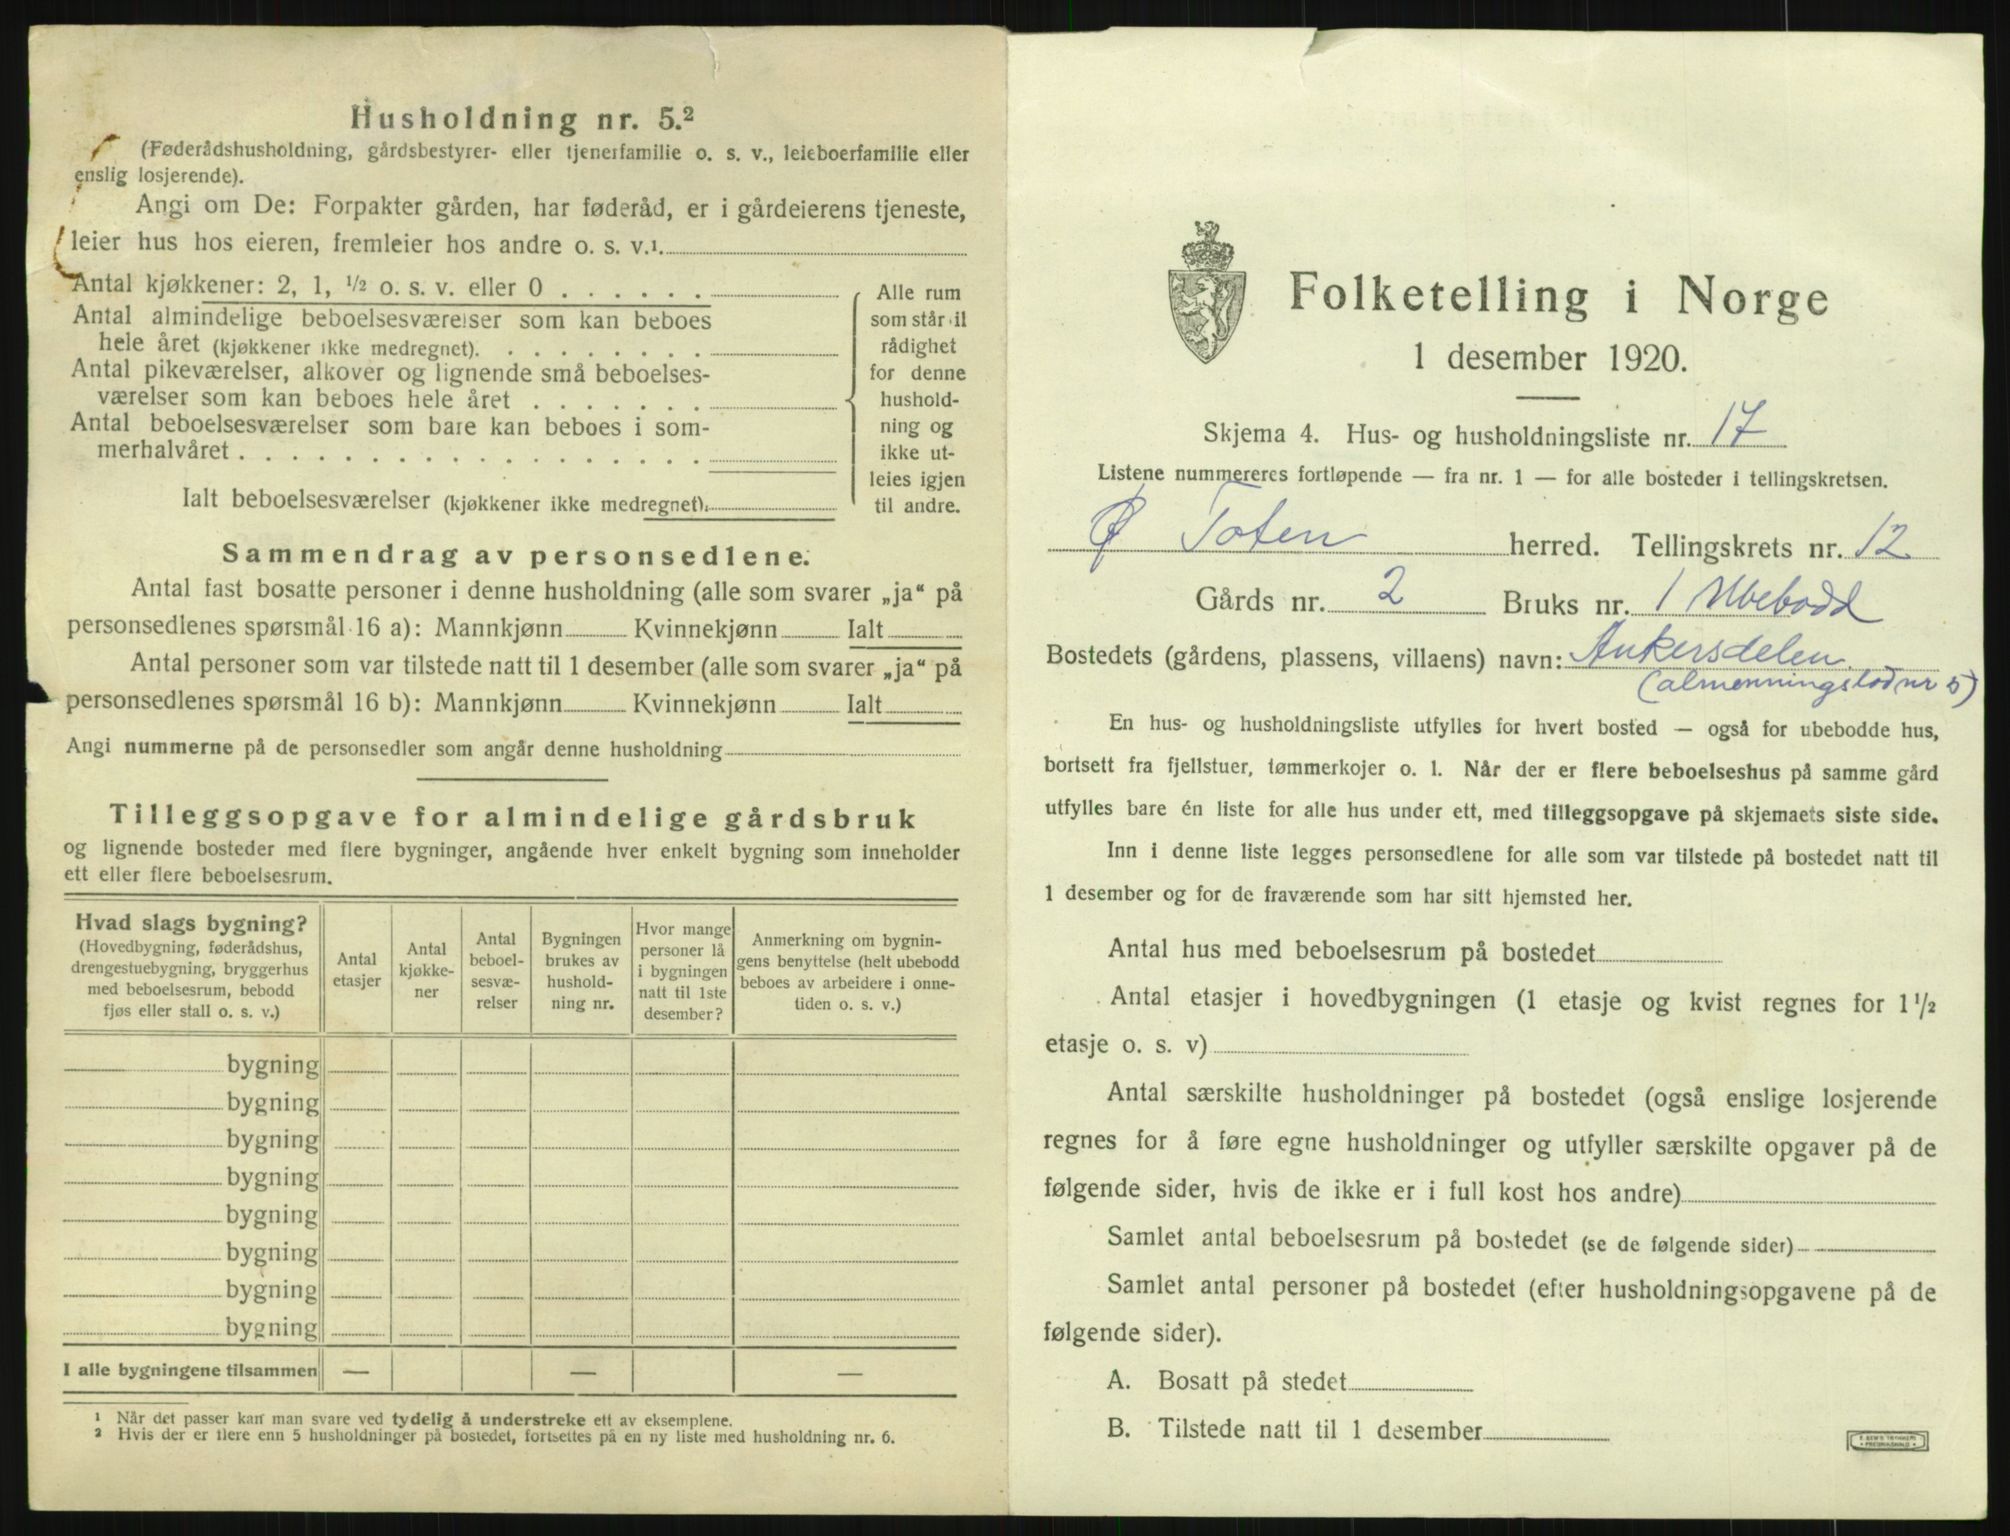 Husholdning nr. 5.²
(Føderådshusholdning, gårdsbestyrer- eller tjenerfamilie o. s. v., leieboerfamilie eller
enslig losjerende).
Angi om De: Forpakter gården, har føderåd, er i gårdeierens tjeneste,
leier hus hos eieren, fremleier hos andre o. s. v.¹.
Antal kjøkkener: 2, 1, ½ o. s. v. eller 0 . . . . . .
Antal almindelige beboelsesværelser som kan beboes
hele året (kjøkkener ikke medregnet). . . . . . . . .
Antal pikeværelser, alkover og lignende små beboelses-
værelser som kan beboes hele året . . . . . . .
Antal beboelsesværelser som bare kan beboes i som-
merhalvåret . . . . . . . . . . . . . . . . . .
Ialt beboelsesværelser (kjøkkener ikke medregnet).
Alle rum
som står til
rådighet
for denne
hushold-
ning og
ikke ut-
leies igjen
til andre.
Sammendrag av personsedlene.
Antal fast bosatte personer i denne husholdning (alle som svarer „ja“ på
personsedlenes spørsmål 16 a): Mannkjønn Kvinnekjønn Ialt
Antal personer som var tilstede natt til 1 desember (alle som svarer „ja“ på
personsedlenes spørsmål 16 b): Mannkjønn Kvinnekjønn Ialt
Angi nummerne på de personsedler som angår denne husholdning
Tilleggsopgave for almindelige gårdsbruk
og lignende bosteder med flere bygninger, angående hver enkelt bygning som inneholder
ett eller flere beboelsesrum.
Hvad slags bygning?
(Hovedbygning, føderådshus,
drengestuebygning, bryggerhus
med beboelsesrum, bebodd
fjøs eller stall o. s. v.)
Antal
etasjer
Antal
kjøkke-
ner
Antal
beboel-
sesvæ-
relser
Bygningen
brukes av
hushold-
ning nr.
Hvor mange
personer lå
i bygningen
natt til 1ste
desember?
Anmerkning om bygnin-
gens benyttelse (helt ubebodd
beboes av arbeidere i onne-
tiden o. s. v.)
bygning
bygning
bygning
bygning
bygning
bygning
bygning
bygning
I alle bygningene tilsammen — — —
¹ Når det passer kan man svare ved tydelig å understreke ett av eksemplene.
² Hvis der er flere enn 5 husholdninger på bostedet, fortsettes på en ny liste med husholdning nr. 6.
Folketelling i Norge
1 desember 1920.
Skjema 4. Hus- og husholdningsliste nr. 17
Listene nummereres fortløpende — fra nr. 1 — for alle bosteder i tellingskretsen.
Ø Toten herred. Tellingskrets nr. 12
Gårds nr. 2 Bruks nr. 1 Ubebodd
Bostedets (gårdens, plassens, villaens) navn: Ankersdelen
(almenningslod nr 5)
En hus- og husholdningsliste utfylles for hvert bosted — også for ubebodde hus,
bortsett fra fjellstuer, tømmerkojer o. l. Når der er flere beboelseshus på samme gård
utfylles bare én liste for alle hus under ett, med tilleggsopgave på skjemaets siste side.
Inn i denne liste legges personsedlene for alle som var tilstede på bostedet natt til
1 desember og for de fraværende som har sitt hjemsted her.
Antal hus med beboelsesrum på bostedet
Antal etasjer i hovedbygningen (1 etasje og kvist regnes for 1½
etasje o. s. v)
Antal særskilte husholdninger på bostedet (også enslige losjerende
regnes for å føre egne husholdninger og utfyller særskilte opgaver på de
følgende sider, hvis de ikke er i full kost hos andre)
Samlet antal beboelsesrum på bostedet (se de følgende sider)
Samlet antal personer på bostedet (efter husholdningsopgavene på de
følgende sider).
A. Bosatt på stedet
B. Tilstede natt til 1 desember